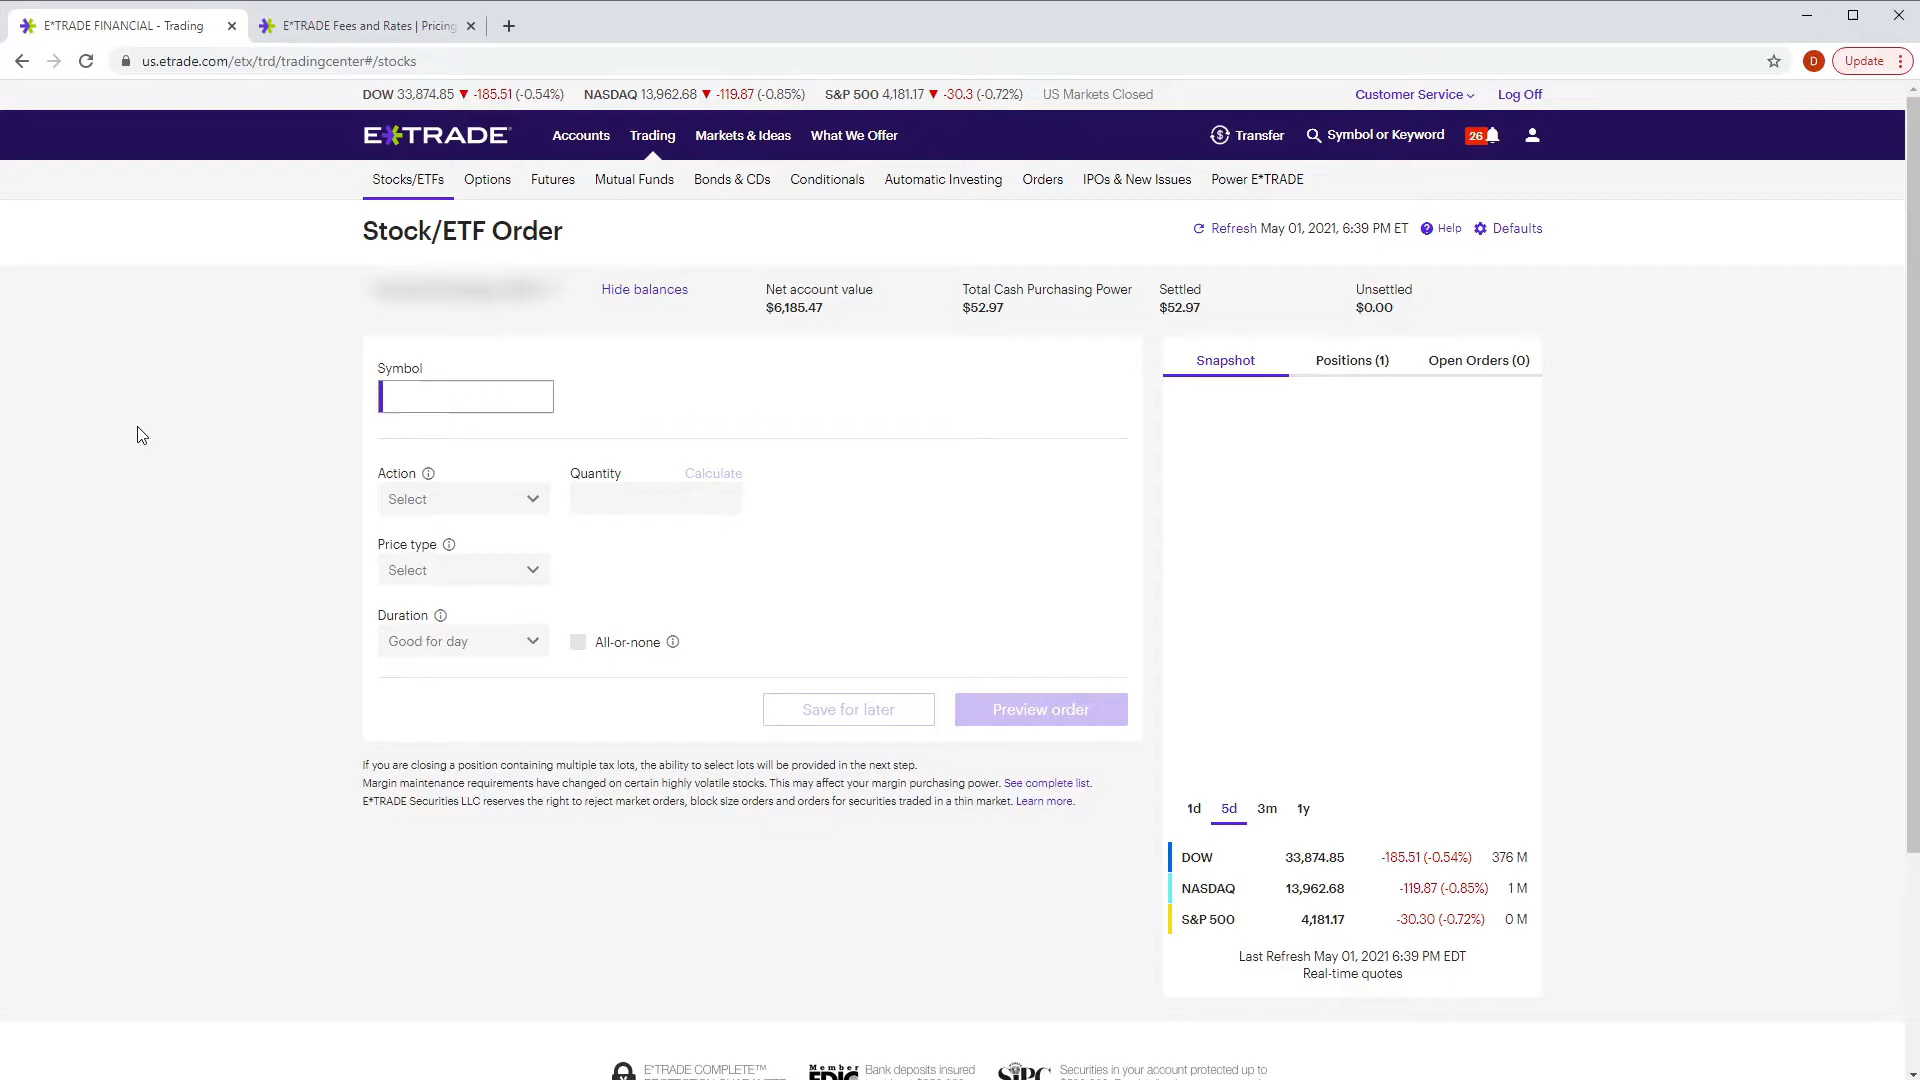 E*TRADE FINANCIAL - Trading
E*TRADE Fees and Rates | Pricing
us.etrade.com/etx/trd/tradingcenter#/stocks
D
Update
DOW 33,874.85 ▼ -185.51 (-0.54%) NASDAQ 13,962.68 ▼ -119.87 (-0.85%) S&P 500 4,181.17 ▼ -30.3 (-0.72%) US Markets Closed
Customer Service
Log Off
E*TRADE
Accounts Trading Markets & Ideas What We Offer
Transfer
Symbol or Keyword
26
Stocks/ETFs Options Futures Mutual Funds Bonds & CDs Conditionals Automatic Investing Orders IPOs & New Issues Power E*TRADE
Stock/ETF Order
Refresh May 01, 2021, 6:39 PM ET
Help
Defaults
Hide balances
Net account value
$6,185.47
Total Cash Purchasing Power
$52.97
Settled
$52.97
Unsettled
$0.00
Symbol
Action
Select
Quantity
Calculate
Price type
Select
Duration
Good for day
All-or-none
Save for later
Preview order
If you are closing a position containing multiple tax lots, the ability to select lots will be provided in the next step.
Margin maintenance requirements have changed on certain highly volatile stocks. This may affect your margin purchasing power. See complete list.
E*TRADE Securities LLC reserves the right to reject market orders, block size orders and orders for securities traded in a thin market. Learn more.
Snapshot
Positions (1)
Open Orders (0)
1d 5d 3m 1y
DOW 33,874.85 -185.51 (-0.54%) 376 M
NASDAQ 13,962.68 -119.87 (-0.85%) 1 M
S&P 500 4,181.17 -30.30 (-0.72%) 0 M
Last Refresh May 01, 2021 6:39 PM EDT
Real-time quotes
E*TRADE COMPLETE™
Member
FDIC
Bank deposits insured
SIPC
Securities in your account protected up to